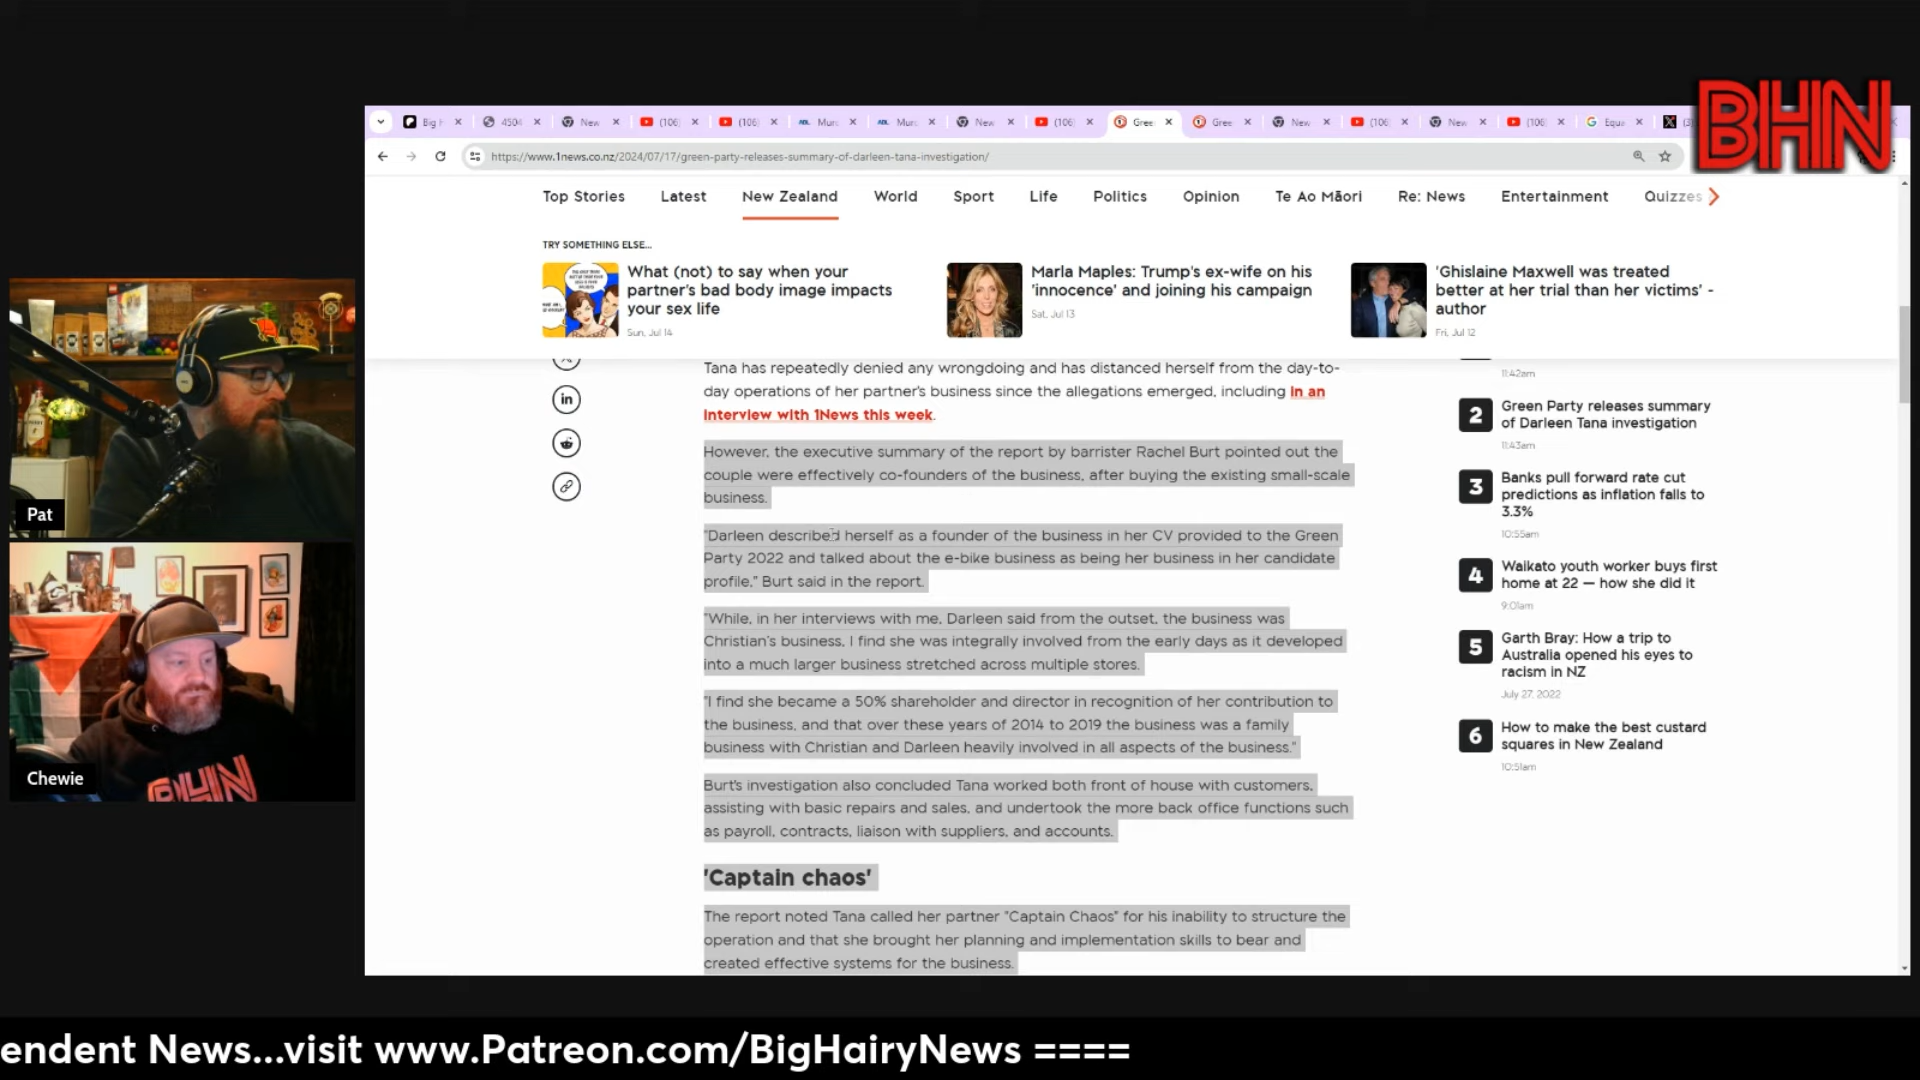 BHN
Big H
4504
New
(106
(106
Muru
Muru
New
(106
Gree
Gree
New
(106
New
(106
Equa
(3)
https://www.1news.co.nz/2024/07/17/green-party-releases-summary-of-darleen-tana-investigation/
Top Stories
Latest
New Zealand
World
Sport
Life
Politics
Opinion
Te Ao Māori
Re: News
Entertainment
Quizzes
TRY SOMETHING ELSE...
What (not) to say when your
partner's bad body image impacts
your sex life
Sun, Jul 14
Marla Maples: Trump's ex-wife on his
'innocence' and joining his campaign
Sat, Jul 13
'Ghislaine Maxwell was treated
better at her trial than her victims' -
author
Fri, Jul 12
Tana has repeatedly denied any wrongdoing and has distanced herself from the day-to-
day operations of her partner's business since the allegations emerged, including in an
interview with 1News this week.
However, the executive summary of the report by barrister Rachel Burt pointed out the
couple were effectively co-founders of the business, after buying the existing small-scale
business.
"Darleen described herself as a founder of the business in her CV provided to the Green
Party 2022 and talked about the e-bike business as being her business in her candidate
profile," Burt said in the report.
"While, in her interviews with me, Darleen said from the outset, the business was
Christian's business, I find she was integrally involved from the early days as it developed
into a much larger business stretched across multiple stores.
"I find she became a 50% shareholder and director in recognition of her contribution to
the business, and that over these years of 2014 to 2019 the business was a family
business with Christian and Darleen heavily involved in all aspects of the business."
Burt's investigation also concluded Tana worked both front of house with customers,
assisting with basic repairs and sales, and undertook the more back office functions such
as payroll, contracts, liaison with suppliers, and accounts.
'Captain chaos'
The report noted Tana called her partner "Captain Chaos" for his inability to structure the
operation and that she brought her planning and implementation skills to bear and
created effective systems for the business.
11:42am
2
Green Party releases summary
of Darleen Tana investigation
11:43am
3
Banks pull forward rate cut
predictions as inflation falls to
3.3%
10:55am
4
Waikato youth worker buys first
home at 22 — how she did it
9:01am
5
Garth Bray: How a trip to
Australia opened his eyes to
racism in NZ
July 27, 2022
6
How to make the best custard
squares in New Zealand
10:51am
Pat
Chewie
BHN
endent News...visit www.Patreon.com/BigHairyNews ====